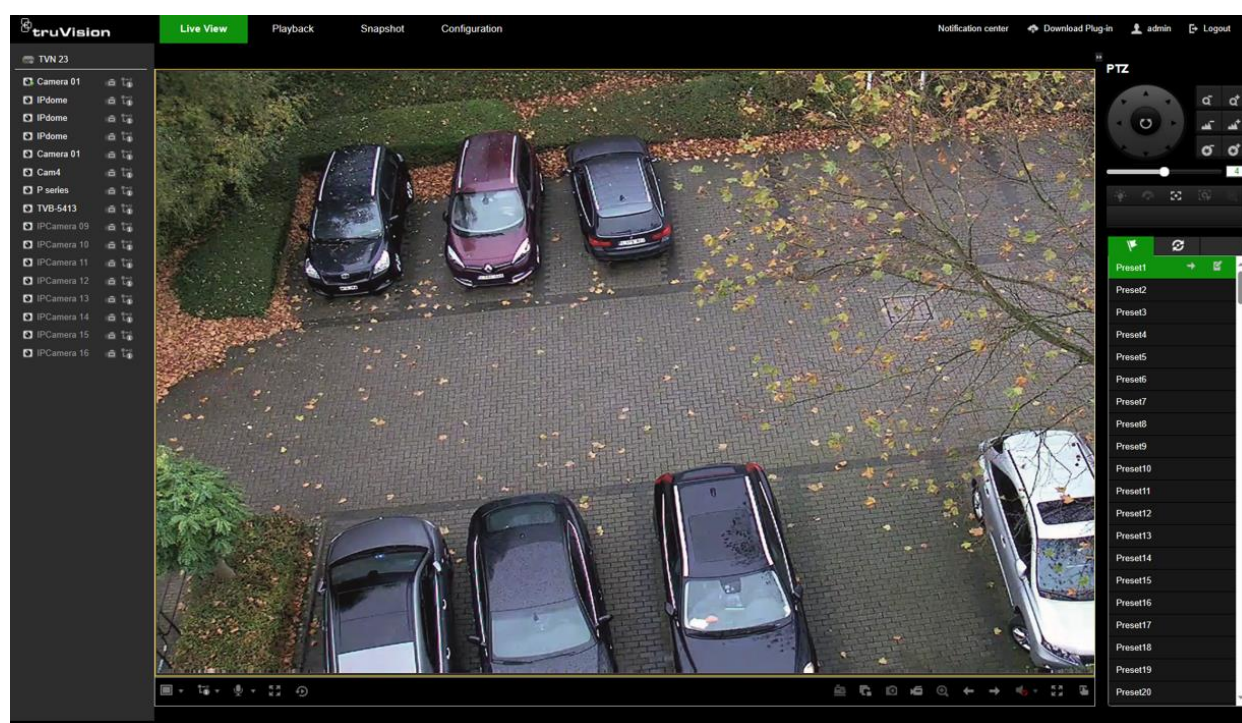 truVision
Live View
Playback
Snapshot
Configuration
Notification center
Download Plug-in
admin
Logout
TVN 23
Camera 01
IPdome
IPdome
IPdome
Camera 01
Cam4
P series
TVB-5413
IPCamera 09
IPCamera 10
IPCamera 11
IPCamera 12
IPCamera 13
IPCamera 14
IPCamera 15
IPCamera 16
PTZ
4
Preset1
Preset2
Preset3
Preset4
Preset5
Preset6
Preset7
Preset8
Preset9
Preset10
Preset11
Preset12
Preset13
Preset14
Preset15
Preset16
Preset17
Preset18
Preset19
Preset20